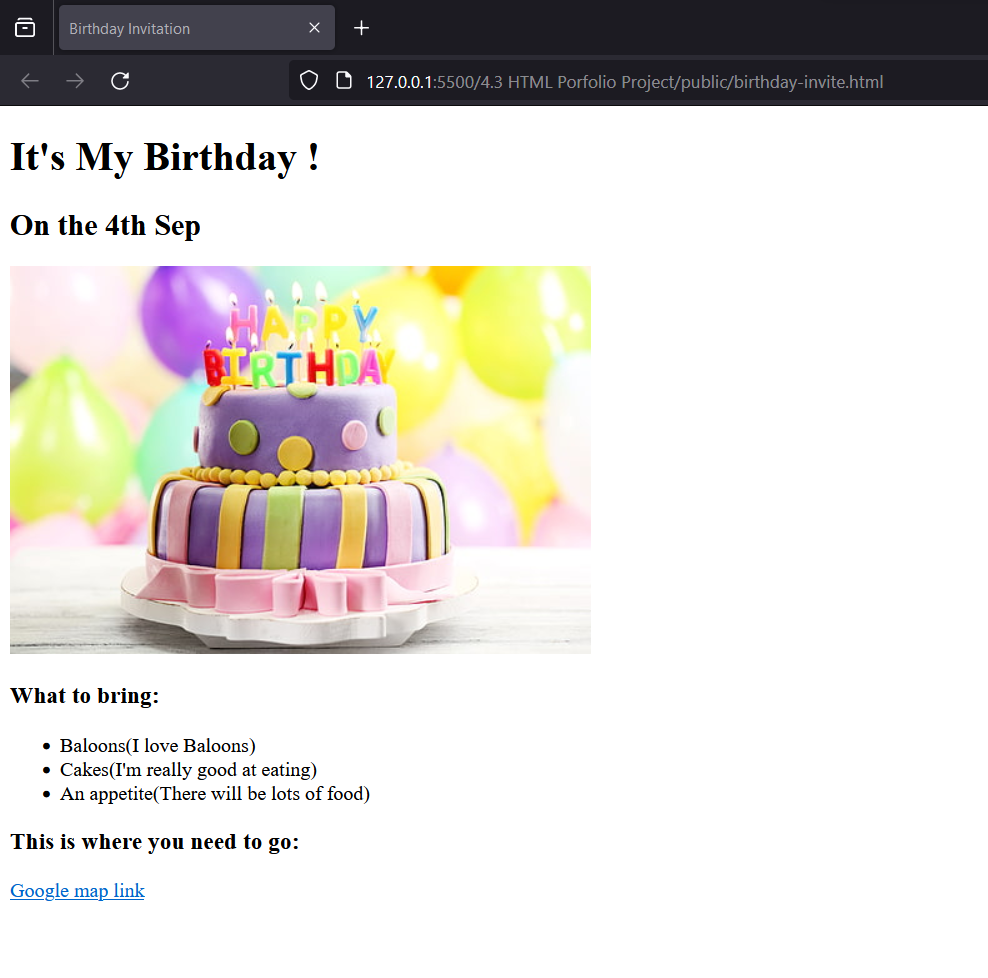 Birthday Invitation
127.0.0.1:5500/4.3 HTML Porfolio Project/public/birthday-invite.html
It's My Birthday !
On the 4th Sep
HAPPY
BIRTHDAY
What to bring:
Baloons(I love Baloons)
Cakes(I'm really good at eating)
An appetite(There will be lots of food)
This is where you need to go:
Google map link